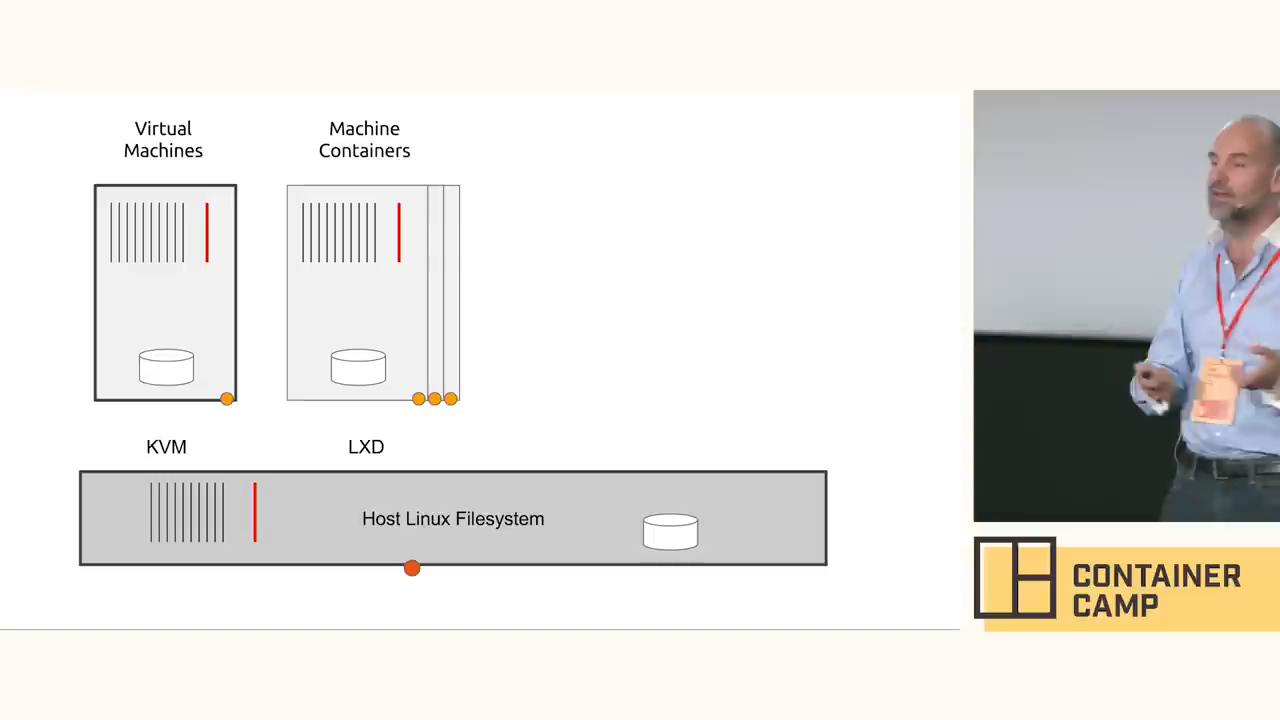 Virtual
Machines
Machine
Containers
KVM
LXD
Host Linux Filesystem
CONTAINER
CAMP